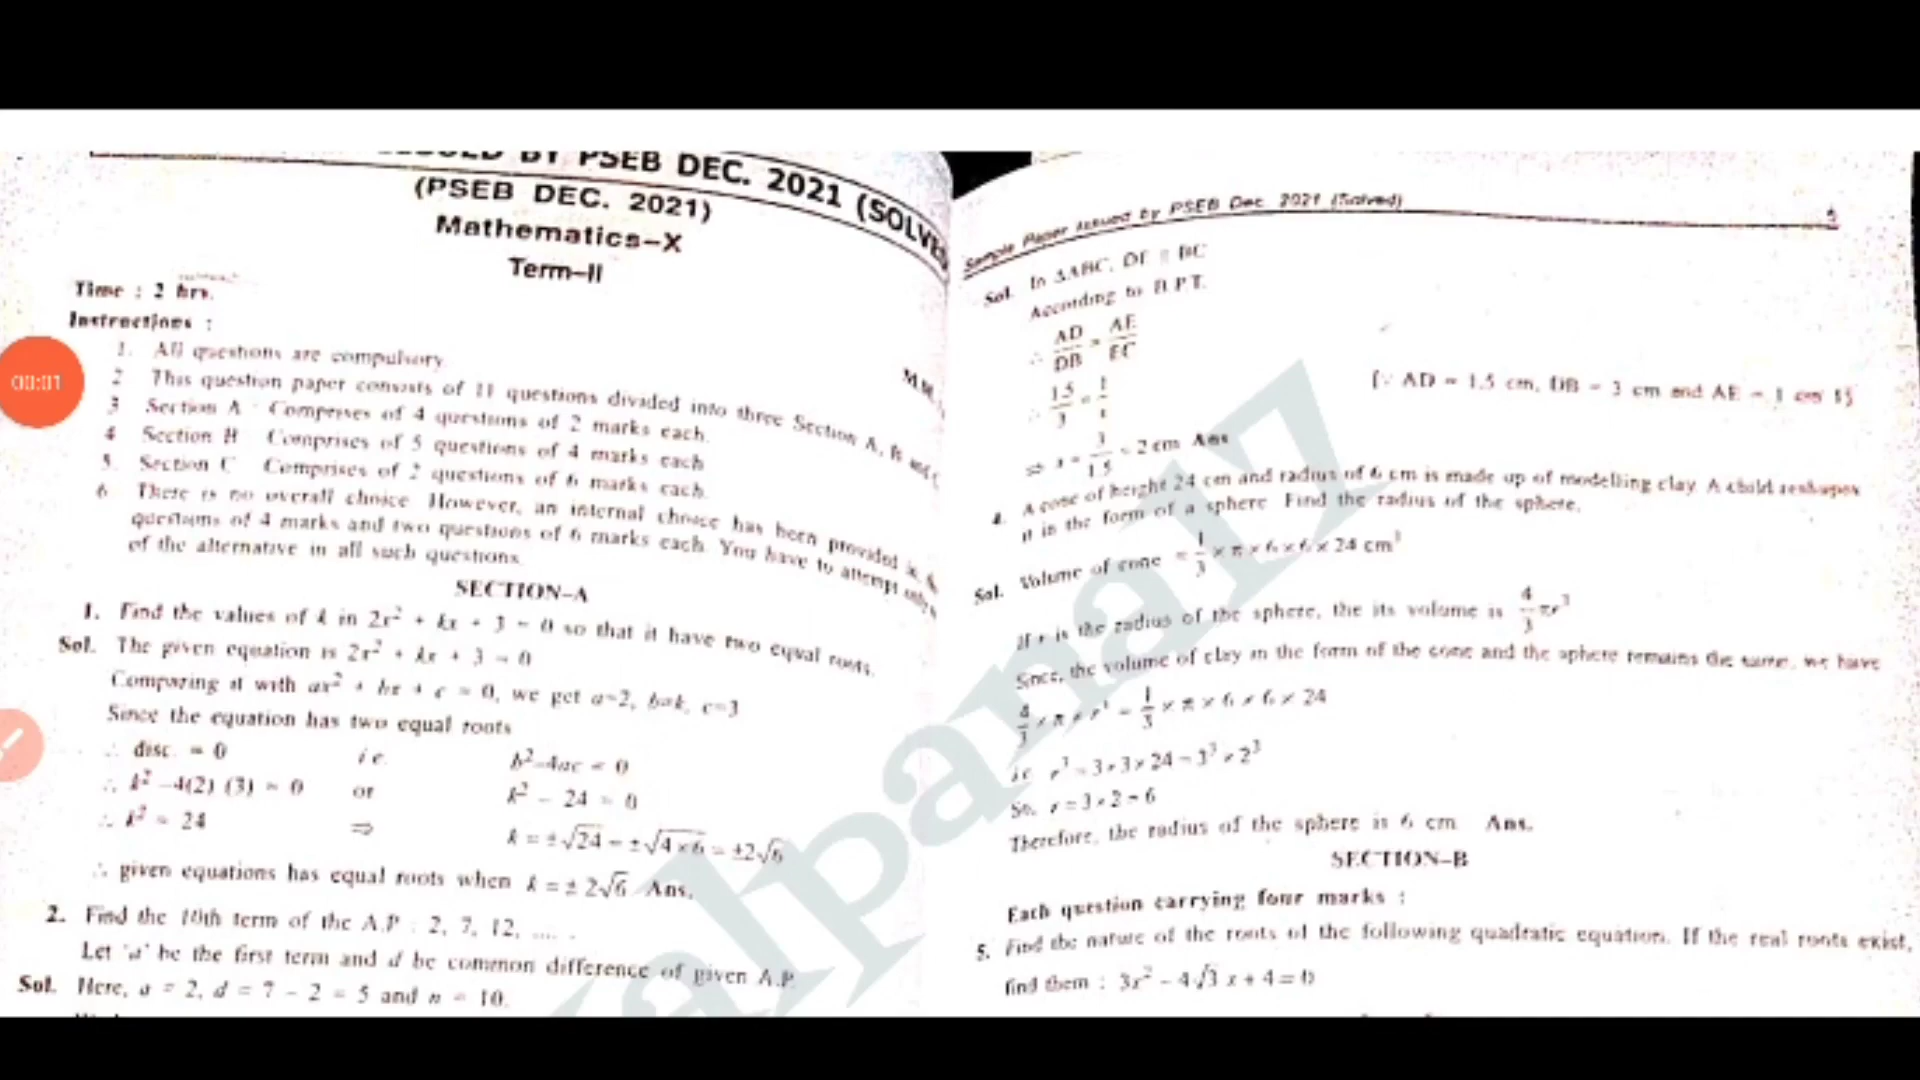 ISSUED BY PSEB DEC. 2021 (SOLVE
(PSEB DEC. 2021)
Mathematics–X
Term–II
Time : 2 hrs.
M.M.
Instructions :
1. All questions are compulsory
2 This question paper consists of 11 questions divided into three Section A, B and C
3 Section A Comprises of 4 questions of 2 marks each.
4 Section B Comprises of 5 questions of 4 marks each
5. Section C Comprises of 2 questions of 6 marks each.
6 There is no overall choice However, an internal choice has been provided in
questions of 4 marks and two questions of 6 marks each You have to attempt only
of the alternative in all such questions
SECTION–A
1. Find the values of k in 2x² + kx + 3 = 0 so that it have two equal roots.
Sol. The given equation is 2x² + kx + 3 = 0
Comparing it with ax² + bx + c = 0, we get a=2, b=k, c=3
Since the equation has two equal roots
∴ disc. = 0 i.e. b²–4ac = 0
∴ k² –4(2) (3) = 0 or k² – 24 = 0
∴ k² = 24 ⇒ k = ±√24 = ±√4×6 = ±2√6
∴ given equations has equal roots when k = ± 2√6 Ans.
2. Find the 10th term of the A.P : 2, 7, 12, .... .
Let 'a' be the first term and d be common difference of given A.P.
Sol. Here, a = 2, d = 7 – 2 = 5 and n = 10.
Sample Paper Issued by PSEB Dec. 2021 (Solved) 5
Sol. In ΔABC, DE || BC
According to B.P.T.
∴ AD/DB = AE/EC
∴ 1.5/3 = 1/x [∵ AD = 1.5 cm, DB = 3 cm and AE = 1 cm
⇒ x = 3/1.5 = 2 cm Ans
4. A cone of height 24 cm and radius of 6 cm is made up of modelling clay. A child reshapes
it in the form of a sphere Find the radius of the sphere.
Sol. Volume of cone = 1/3 × π × 6 × 6 × 24 cm³
If r is the radius of the sphere, the its volume is 4/3 πr³
Since, the volume of clay in the form of the cone and the sphere remains the same, we have
4/3 × π × r³ = 1/3 × π × 6 × 6 × 24
i.e. r³ = 3 × 3 × 24 = 3³ × 2³
So, r = 3 × 2 = 6
Therefore, the radius of the sphere is 6 cm Ans.
SECTION–B
Each question carrying four marks :
5. Find the nature of the roots of the following quadratic equation. If the real roots exist,
find them : 3x² – 4√3 x + 4 = 0
kalpana17
00:01